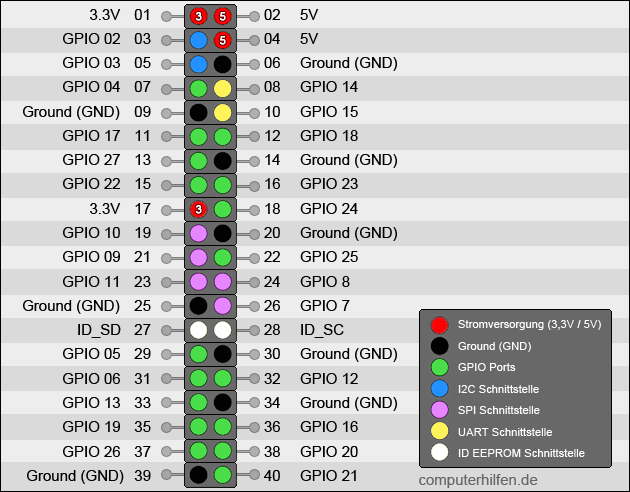 3.3V 01 3 5 02 5V
GPIO 02 03 5 04 5V
GPIO 03 05 06 Ground (GND)
GPIO 04 07 08 GPIO 14
Ground (GND) 09 10 GPIO 15
GPIO 17 11 12 GPIO 18
GPIO 27 13 14 Ground (GND)
GPIO 22 15 16 GPIO 23
3.3V 17 3 18 GPIO 24
GPIO 10 19 20 Ground (GND)
GPIO 09 21 22 GPIO 25
GPIO 11 23 24 GPIO 8
Ground (GND) 25 26 GPIO 7
ID_SD 27 28 ID_SC
GPIO 05 29 30 Ground (GND)
GPIO 06 31 32 GPIO 12
GPIO 13 33 34 Ground (GND)
GPIO 19 35 36 GPIO 16
GPIO 26 37 38 GPIO 20
Ground (GND) 39 40 GPIO 21
Stromversorgung (3,3V / 5V)
Ground (GND)
GPIO Ports
I2C Schnittstelle
SPI Schnittstelle
UART Schnittstelle
ID EEPROM Schnittstelle
computerhilfen.de